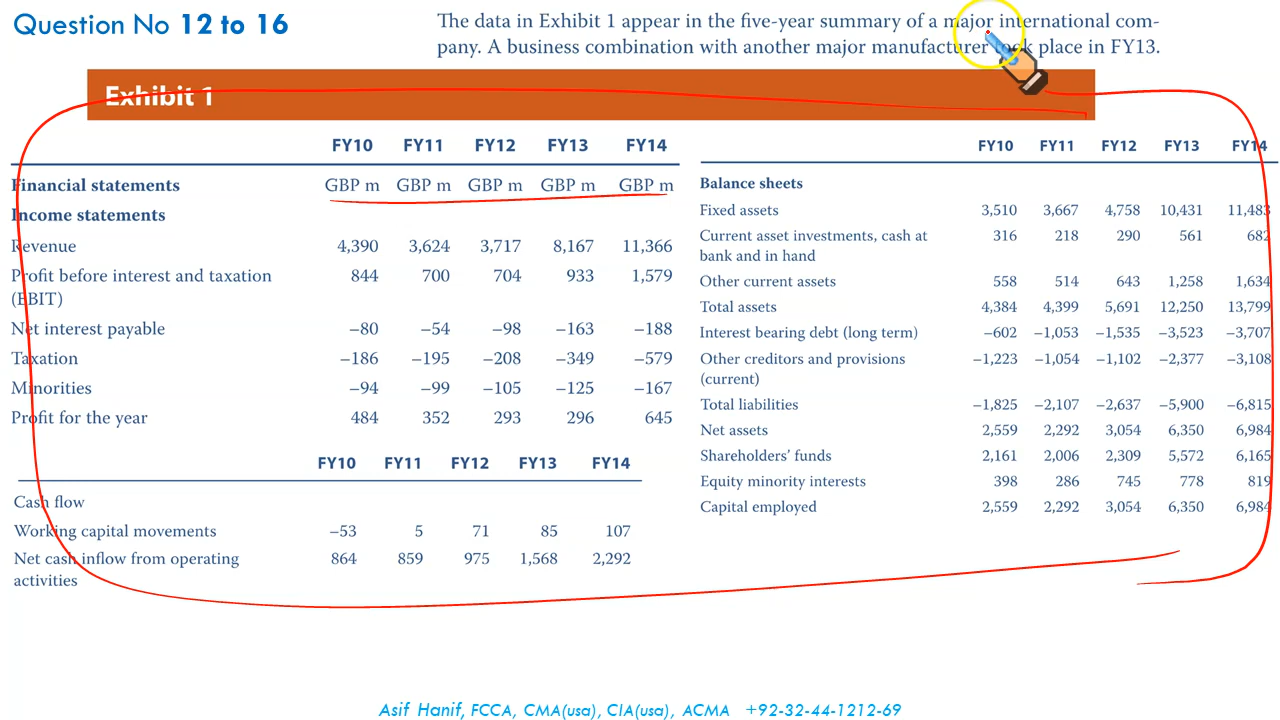 Question No 12 to 16
The data in Exhibit 1 appear in the five-year summary of a major international com-
pany. A business combination with another major manufacturer took place in FY13.
Exhibit 1
FY10 FY11 FY12 FY13 FY14
Financial statements GBP m GBP m GBP m GBP m GBP m
Income statements
Revenue 4,390 3,624 3,717 8,167 11,366
Profit before interest and taxation 844 700 704 933 1,579
(EBIT)
Net interest payable –80 –54 –98 –163 –188
Taxation –186 –195 –208 –349 –579
Minorities –94 –99 –105 –125 –167
Profit for the year 484 352 293 296 645
FY10 FY11 FY12 FY13 FY14
Cash flow
Working capital movements –53 5 71 85 107
Net cash inflow from operating 864 859 975 1,568 2,292
activities
FY10 FY11 FY12 FY13 FY14
Balance sheets
Fixed assets 3,510 3,667 4,758 10,431 11,483
Current asset investments, cash at 316 218 290 561 682
bank and in hand
Other current assets 558 514 643 1,258 1,634
Total assets 4,384 4,399 5,691 12,250 13,799
Interest bearing debt (long term) –602 –1,053 –1,535 –3,523 –3,707
Other creditors and provisions –1,223 –1,054 –1,102 –2,377 –3,108
(current)
Total liabilities –1,825 –2,107 –2,637 –5,900 –6,815
Net assets 2,559 2,292 3,054 6,350 6,984
Shareholders’ funds 2,161 2,006 2,309 5,572 6,165
Equity minority interests 398 286 745 778 819
Capital employed 2,559 2,292 3,054 6,350 6,984
Asif Hanif, FCCA, CMA(usa), CIA(usa), ACMA +92-32-44-1212-69